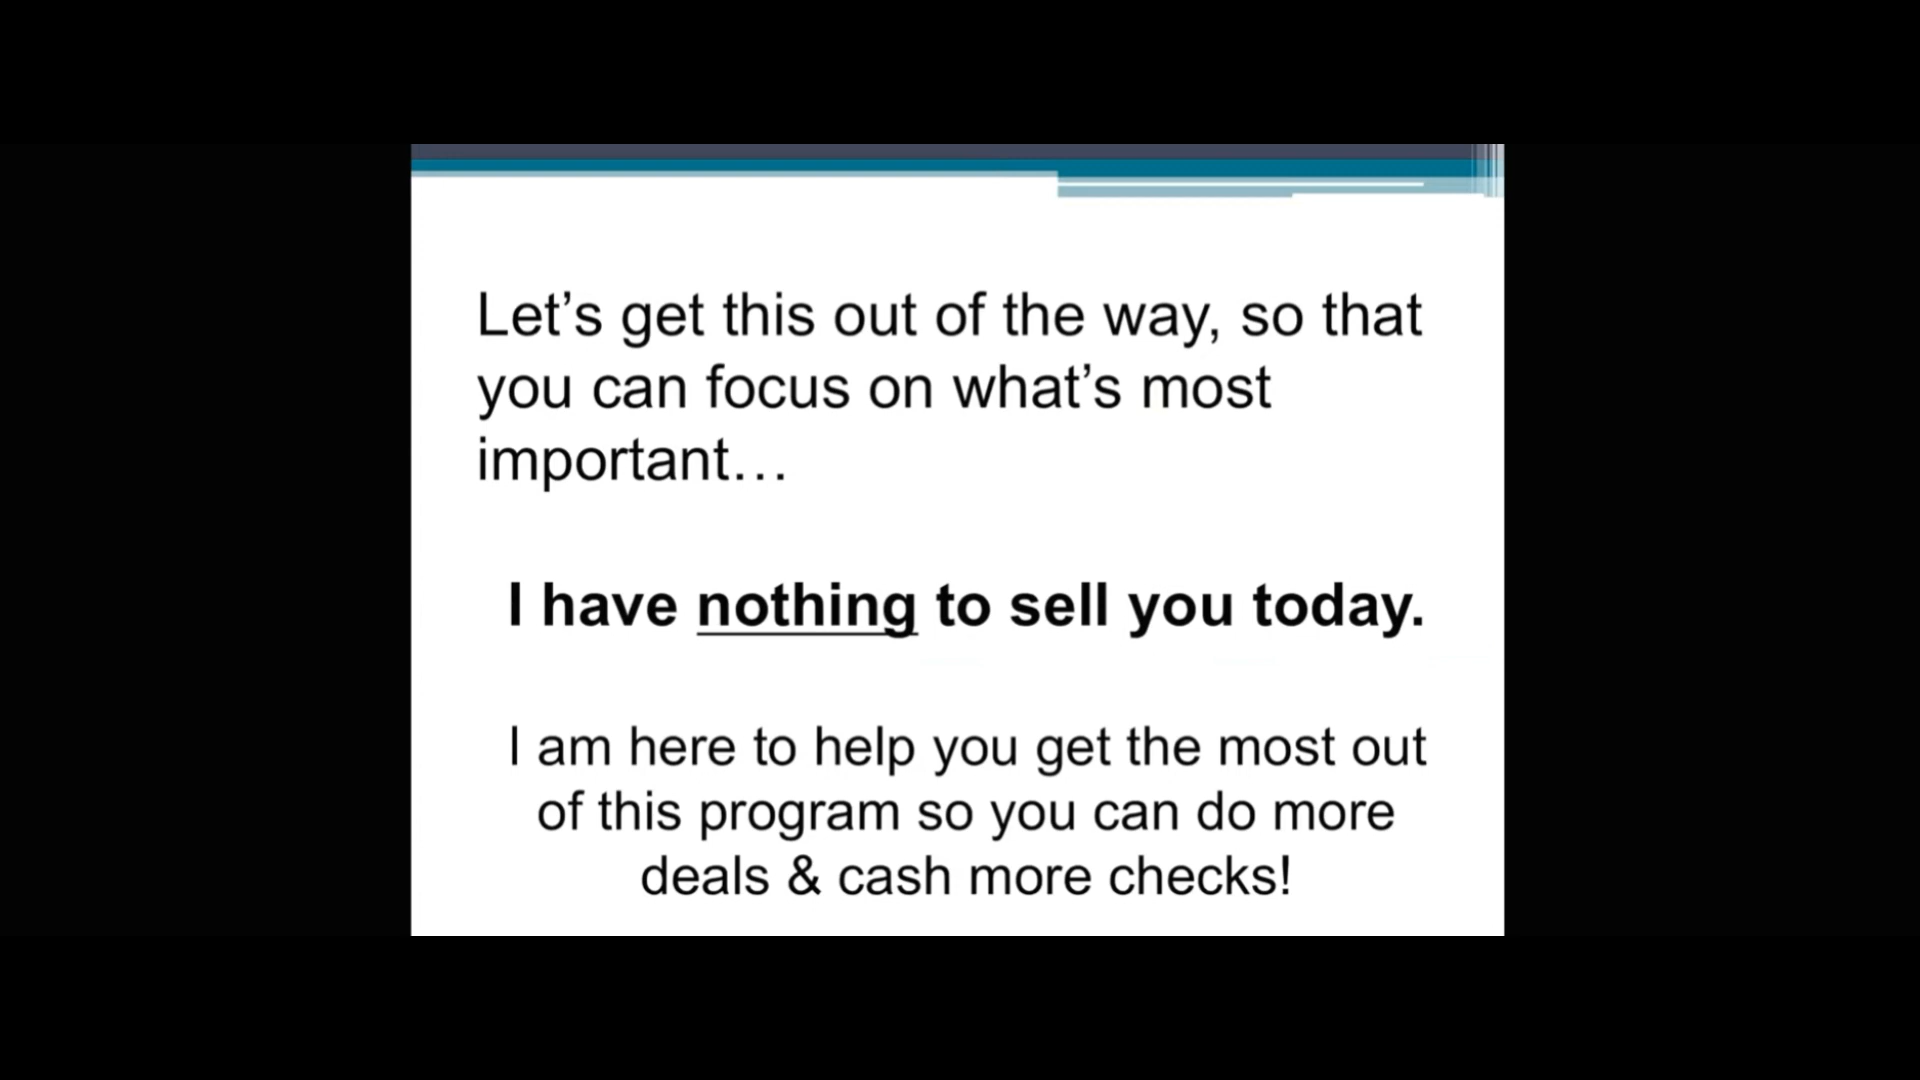 Let’s get this out of the way, so that
you can focus on what’s most
important…
I have nothing to sell you today.
I am here to help you get the most out
of this program so you can do more
deals & cash more checks!